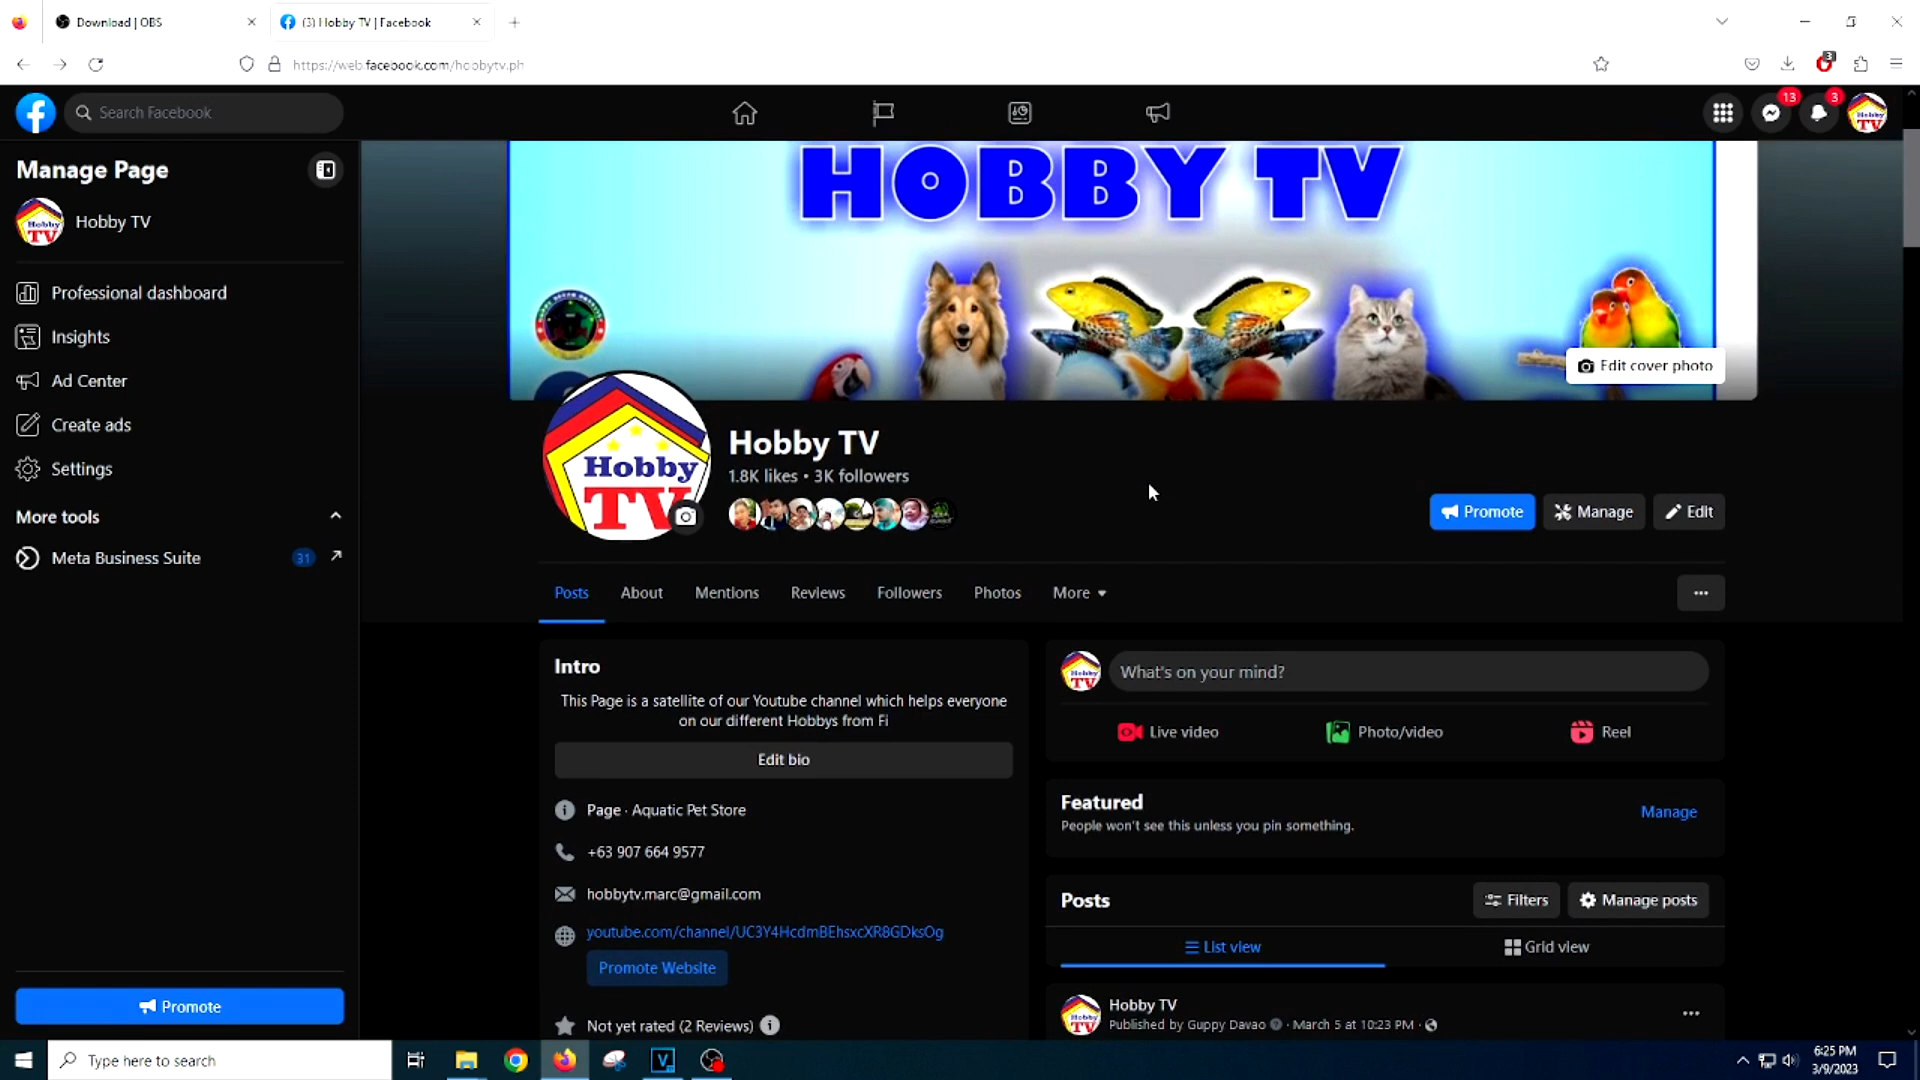 Download | OBS
(3) Hobby TV | Facebook
https://web.facebook.com/hobbytv.ph
3
Search Facebook
13
3
Manage Page
Hobby TV
Professional dashboard
Insights
Ad Center
Create ads
Settings
More tools
Meta Business Suite
31
Promote
HOBBY TV
Edit cover photo
Hobby
TV
Hobby TV
1.8K likes • 3K followers
Promote
Manage
Edit
Posts
About
Mentions
Reviews
Followers
Photos
More
Intro
This Page is a satellite of our Youtube channel which helps everyone
on our different Hobbys from Fi
Edit bio
Page · Aquatic Pet Store
+63 907 664 9577
hobbytv.marc@gmail.com
youtube.com/channel/UC3Y4HcdmBEhsxcXR8GDksOg
Promote Website
Not yet rated (2 Reviews)
What's on your mind?
Live video
Photo/video
Reel
Featured
People won't see this unless you pin something.
Manage
Posts
Filters
Manage posts
List view
Grid view
Hobby TV
Published by Guppy Davao · March 5 at 10:23 PM ·
Type here to search
6:25 PM
3/9/2023